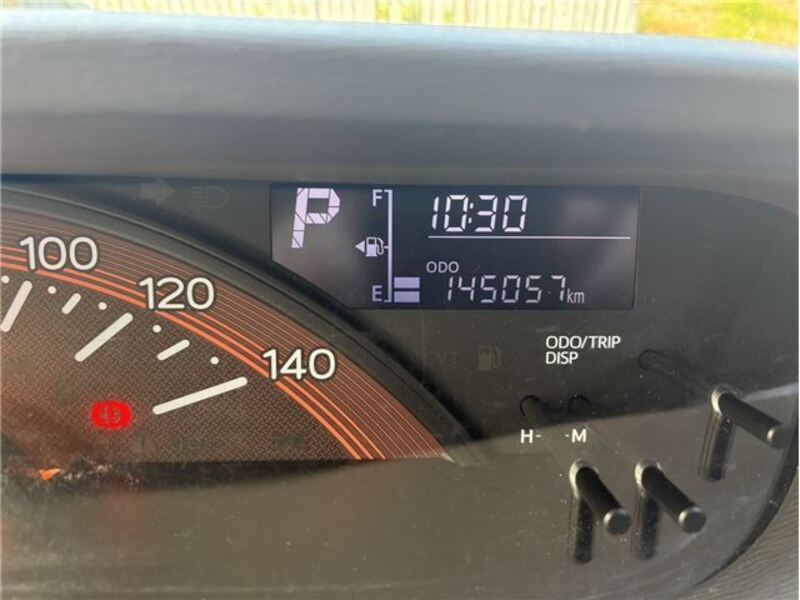 P
F
10:30
ODO
E
145057km
100
120
140
ODO/TRIP
DISP
H- -M